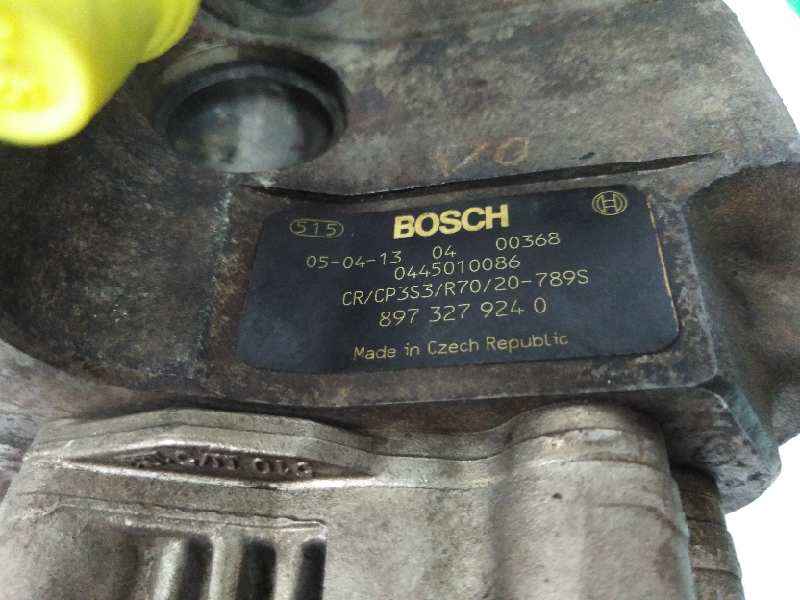 515 BOSCH
05-04-13 04 00368
0445010086
CR/CP3S3/R70/20-789S
897 327 924 0
Made in Czech Republic